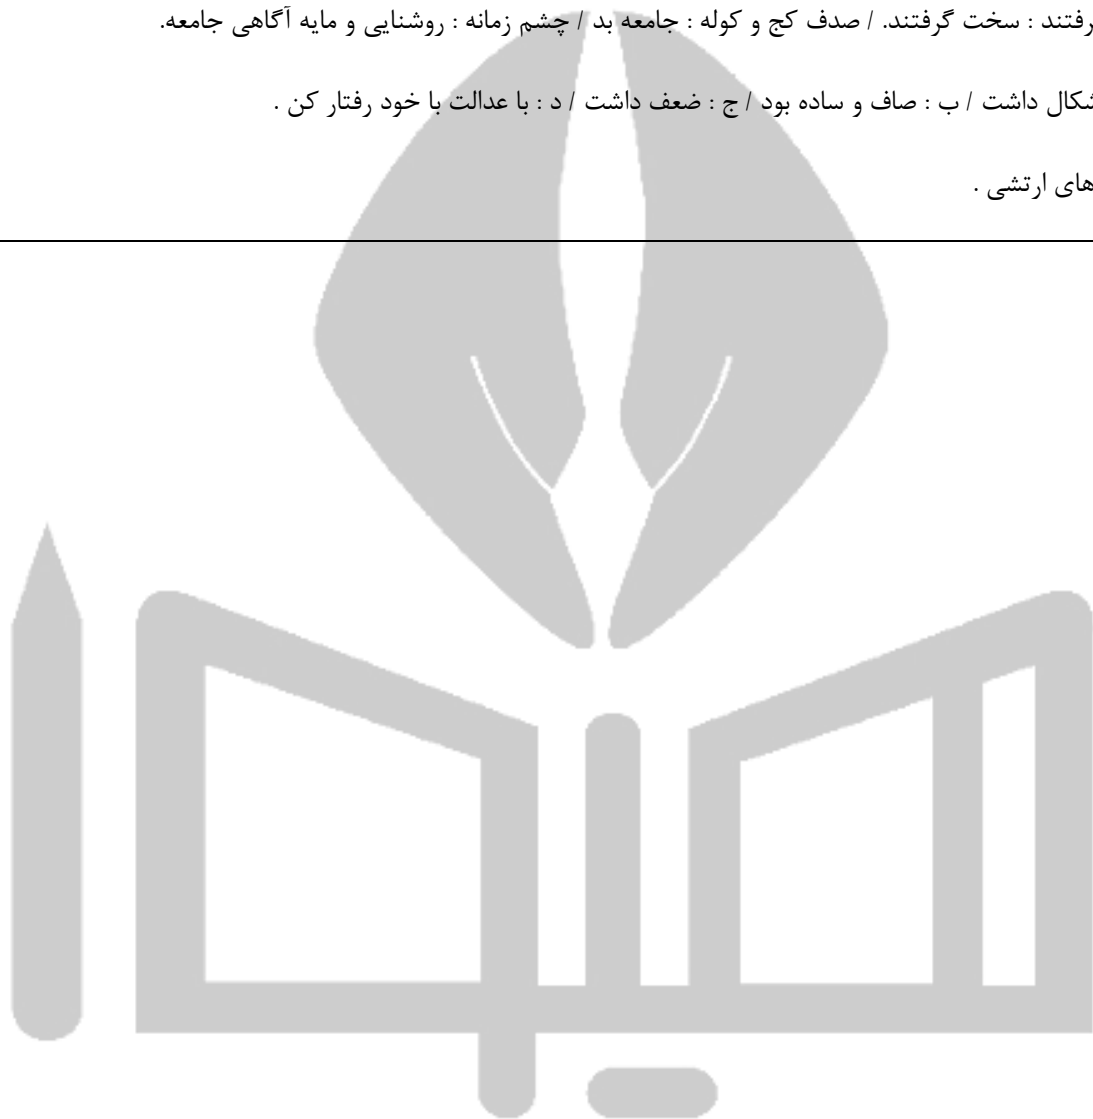 رفتند : سخت گرفتند. / صدف کج و کوله : جامعه بد / چشم زمانه : روشنایی و مایه آگاهی جامعه.
شکال داشت / ب : صاف و ساده بود / ج : ضعف داشت / د : با عدالت با خود رفتار کن .
های ارتشی .